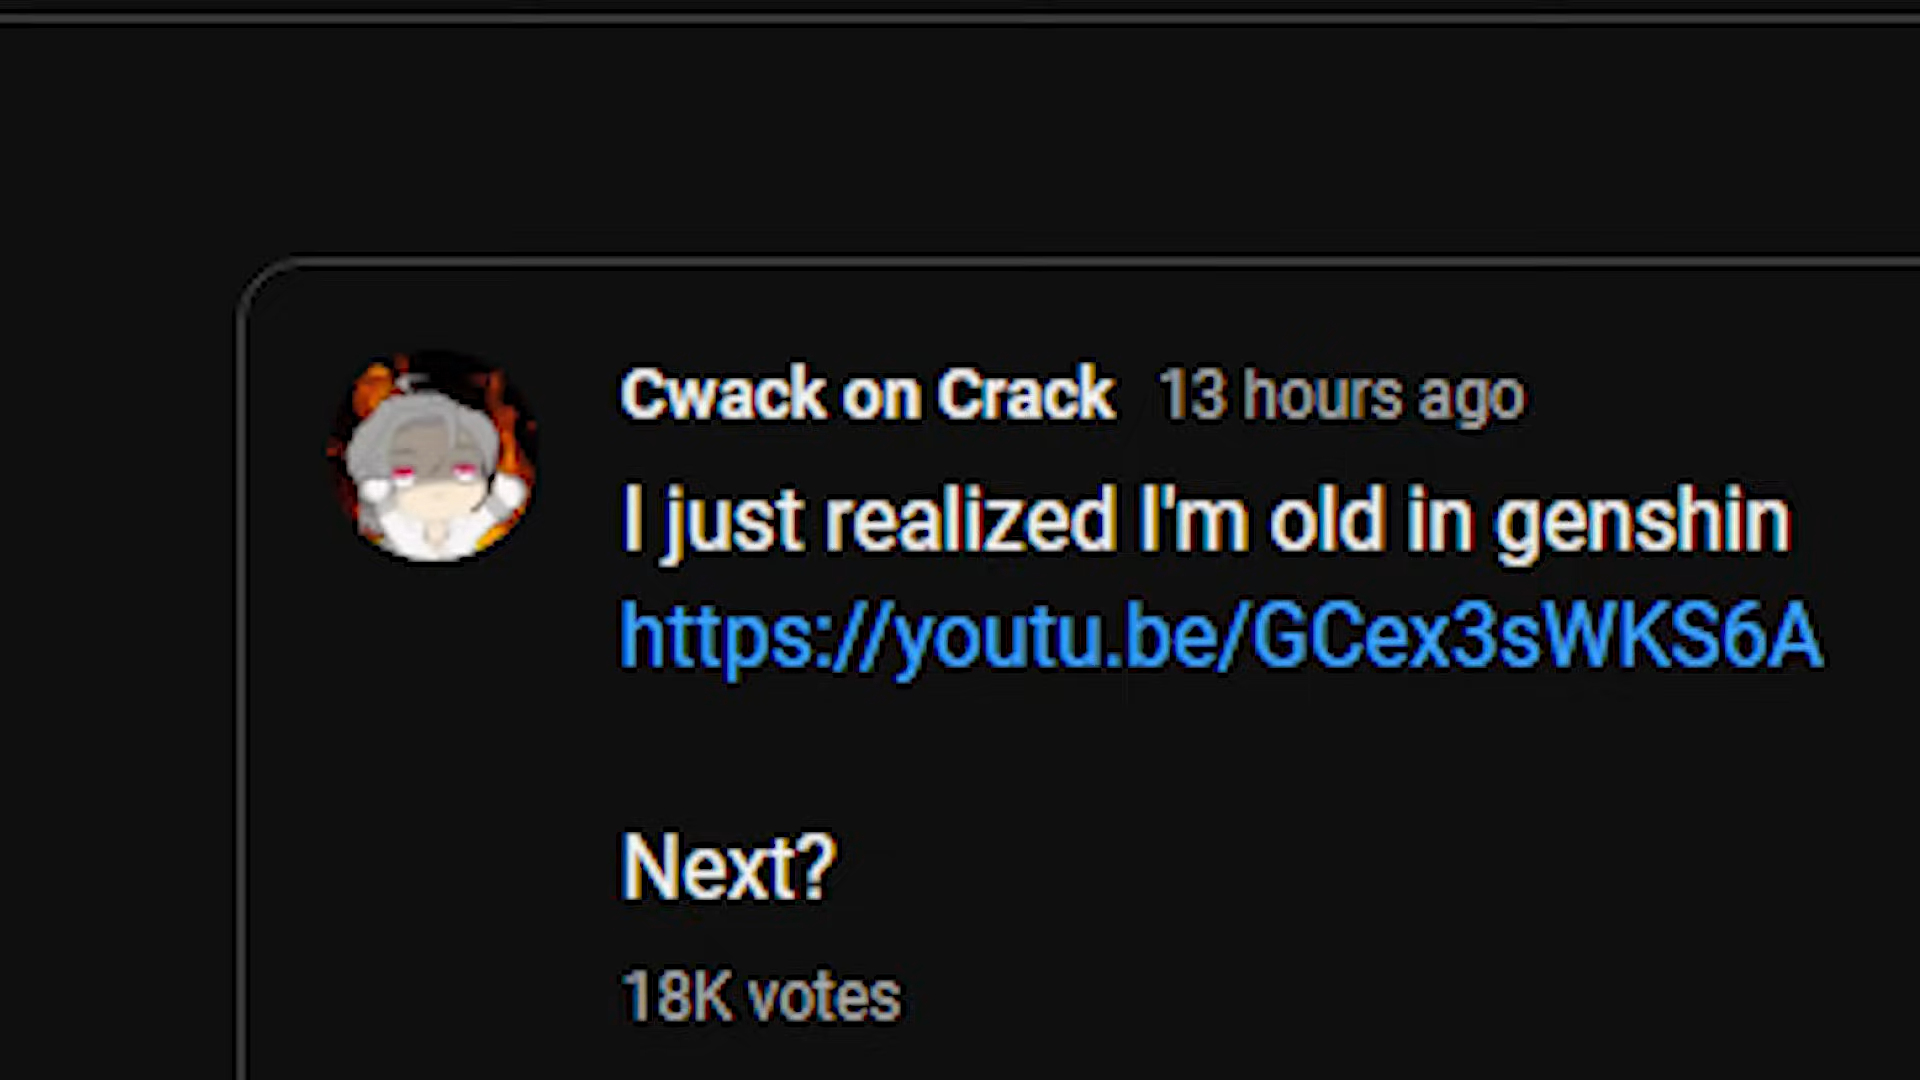 Cwack on Crack 13 hours ago
I just realized I'm old in genshin
https://youtu.be/GCex3sWKS6A
Next?
18K votes